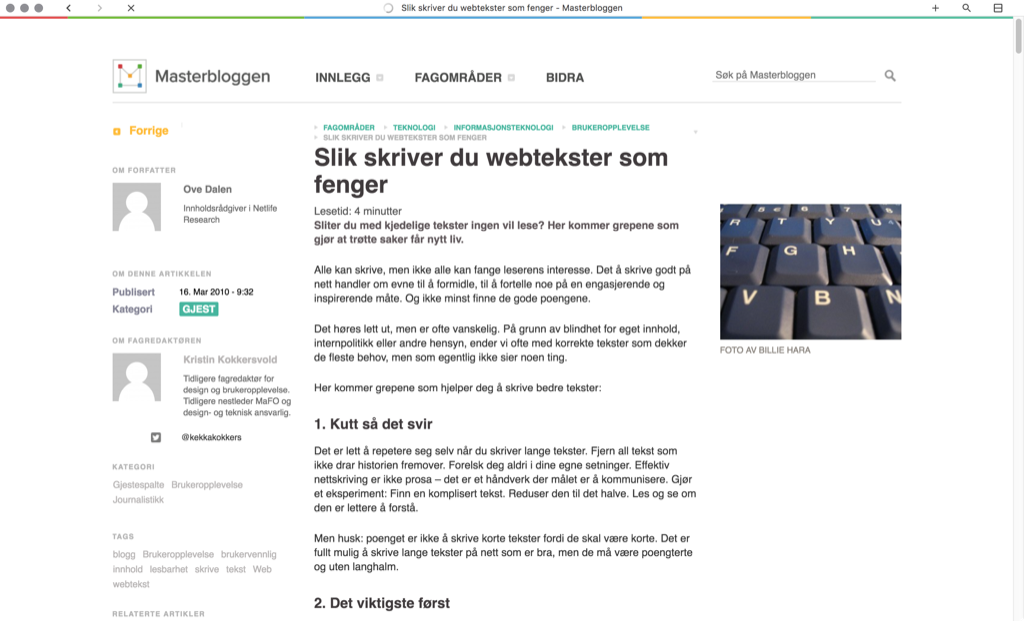 Slik skriver du webtekster som fenger - Masterbloggen
Masterbloggen
INNLEGG
FAGOMRÅDER
BIDRA
Søk på Masterbloggen
Forrige
OM FORFATTER
Ove Dalen
Innholdsrådgiver i Netlife
Research
OM DENNE ARTIKKELEN
Publisert 16. Mar 2010 - 9:32
Kategori GJEST
OM FAGREDAKTØREN
Kristin Kokkersvold
Tidligere fagredaktør for
design og brukeropplevelse.
Tidligere nestleder MaFO og
design- og teknisk ansvarlig.
@kekkakokkers
KATEGORI
Gjestespalte Brukeropplevelse
Journalistikk
TAGS
blogg Brukeropplevelse brukervennlig
innhold lesbarhet skrive tekst Web
webtekst
RELATERTE ARTIKLER
FAGOMRÅDER TEKNOLOGI INFORMASJONSTEKNOLOGI BRUKEROPPLEVELSE
SLIK SKRIVER DU WEBTEKSTER SOM FENGER
Slik skriver du webtekster som
fenger
Lesetid: 4 minutter
Sliter du med kjedelige tekster ingen vil lese? Her kommer grepene som
gjør at trøtte saker får nytt liv.
Alle kan skrive, men ikke alle kan fange leserens interesse. Det å skrive godt på
nett handler om evne til å formidle, til å fortelle noe på en engasjerende og
inspirerende måte. Og ikke minst finne de gode poengene.
Det høres lett ut, men er ofte vanskelig. På grunn av blindhet for eget innhold,
internpolitikk eller andre hensyn, ender vi ofte med korrekte tekster som dekker
de fleste behov, men som egentlig ikke sier noen ting.
Her kommer grepene som hjelper deg å skrive bedre tekster:
1. Kutt så det svir
Det er lett å repetere seg selv når du skriver lange tekster. Fjern all tekst som
ikke drar historien fremover. Forelsk deg aldri i dine egne setninger. Effektiv
nettskriving er ikke prosa – det er et håndverk der målet er å kommunisere. Gjør
et eksperiment: Finn en komplisert tekst. Reduser den til det halve. Les og se om
den er lettere å forstå.
Men husk: poenget er ikke å skrive korte tekster fordi de skal være korte. Det er
fullt mulig å skrive lange tekster på nett som er bra, men de må være poengterte
og uten langhalm.
2. Det viktigste først
R T Y U
F G H
V B N
FOTO AV BILLIE HARA